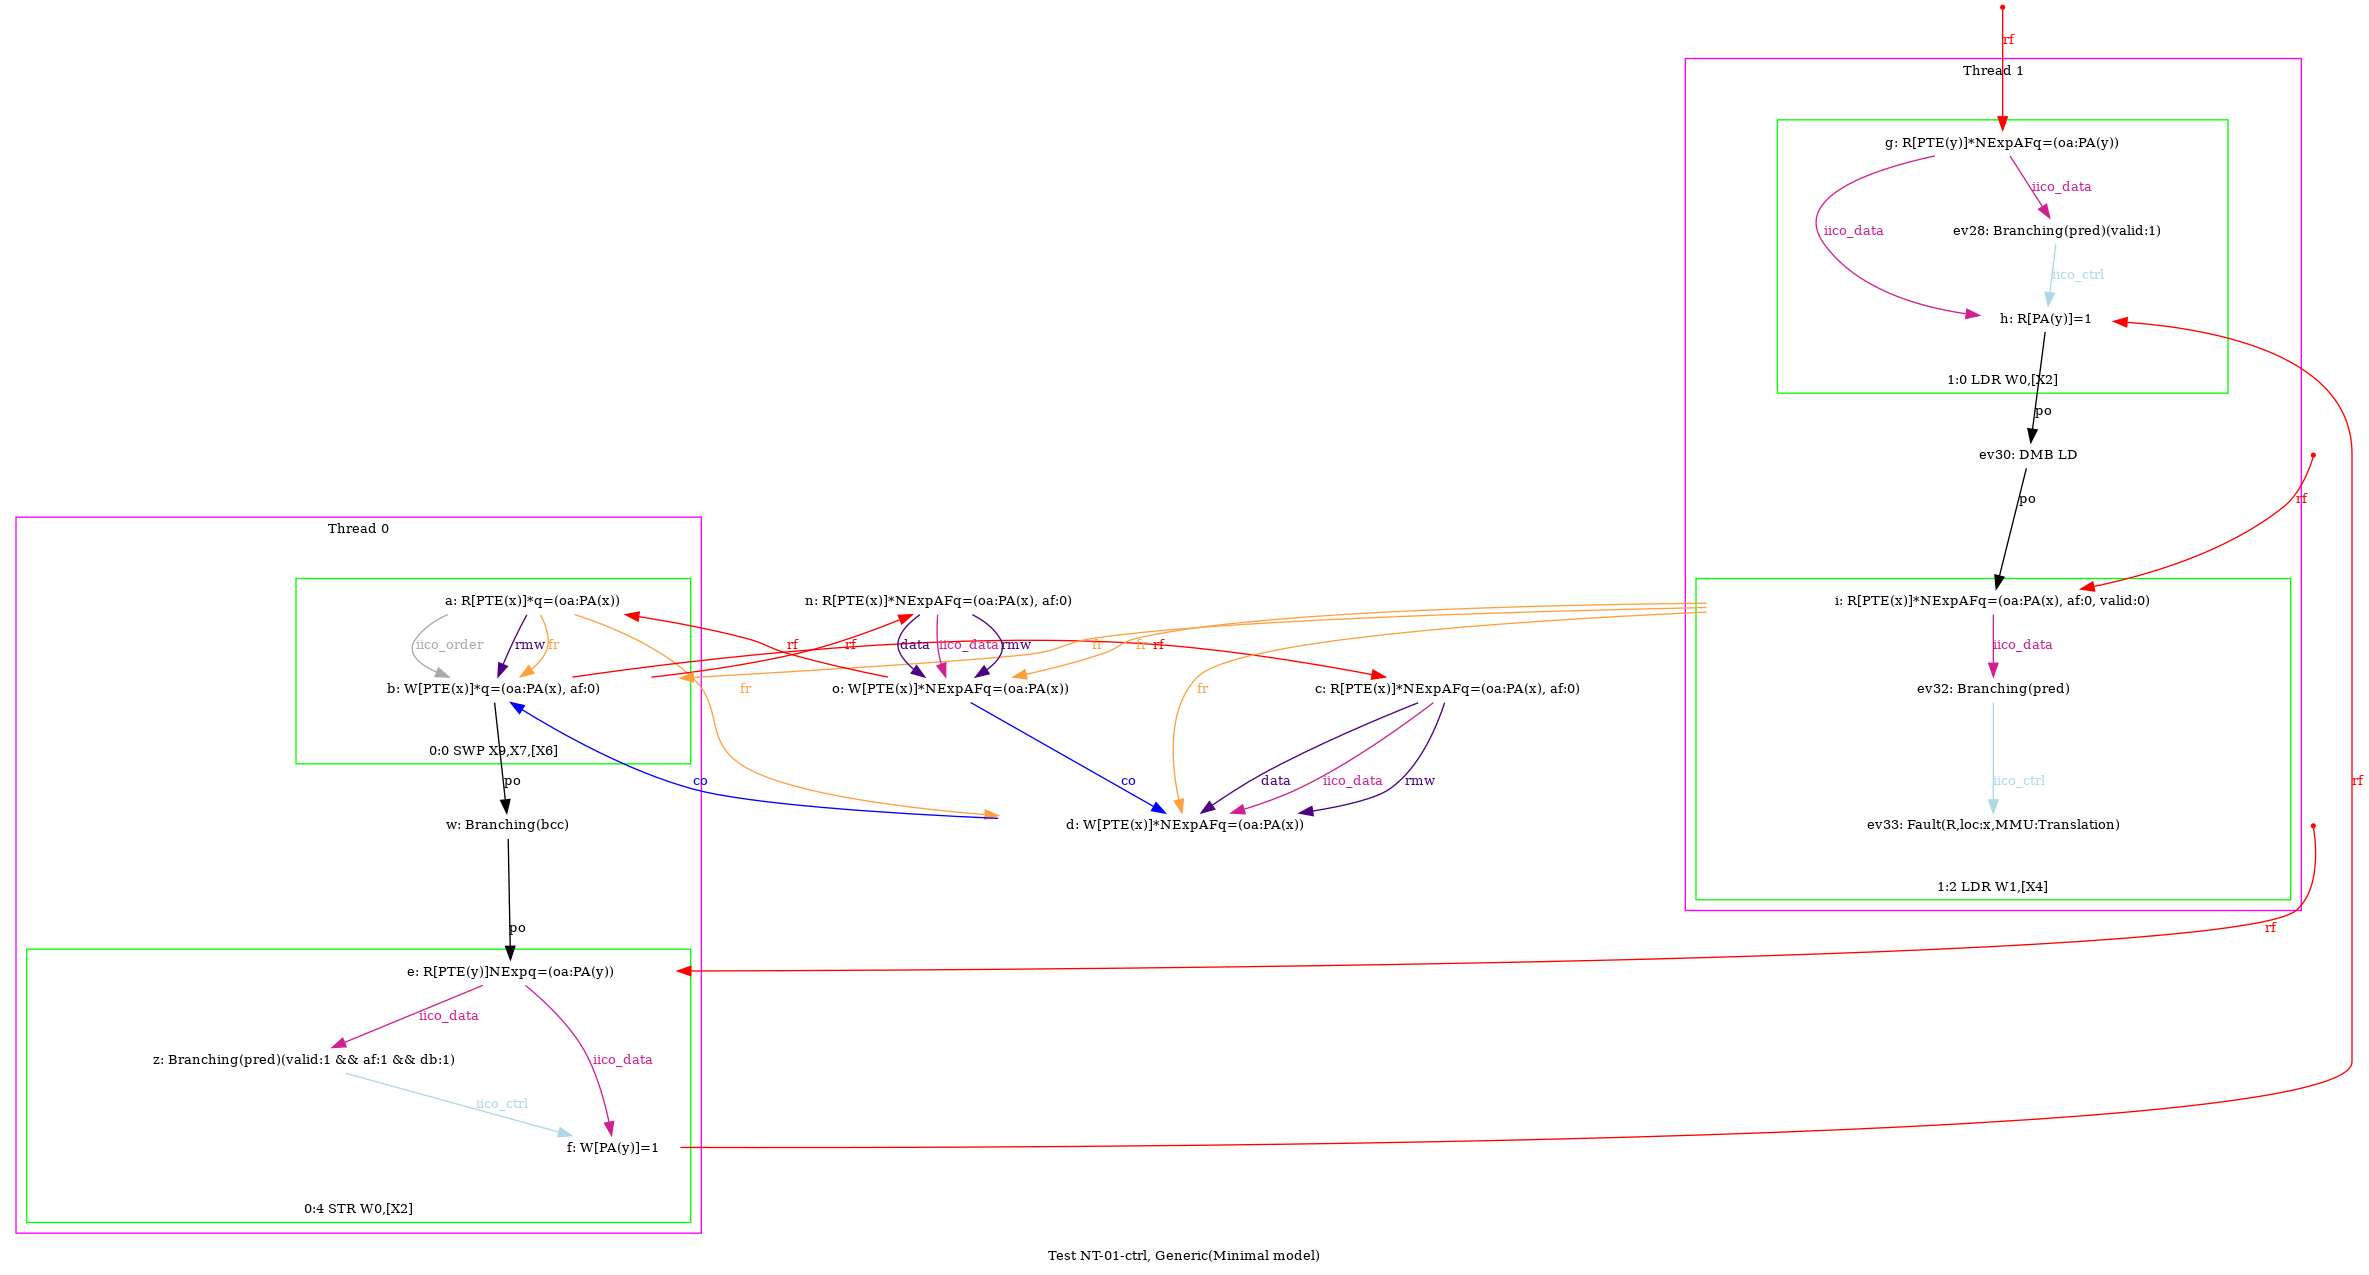 rf
Thread 1
g: R[PTE(y)]*NExpAFq=(oa:PA(y))
iico_data
iico_data
ev28: Branching(pred)(valid:1)
iico_ctrl
h: R[PA(y)]=1
1:0 LDR W0,[X2]
po
ev30: DMB LD
po
rf
Thread 0
a: R[PTE(x)]*q=(oa:PA(x))
n: R[PTE(x)]*NExpAFq=(oa:PA(x), af:0)
i: R[PTE(x)]*NExpAFq=(oa:PA(x), af:0, valid:0)
iico_order
rmw
fr
rf
rf
data
iico_data
rmw
fr
fr
rf
iico_data
b: W[PTE(x)]*q=(oa:PA(x), af:0)
fr
o: W[PTE(x)]*NExpAFq=(oa:PA(x))
fr
c: R[PTE(x)]*NExpAFq=(oa:PA(x), af:0)
ev32: Branching(pred)
0:0 SWP X9,X7,[X6]
po
co
co
data
iico_data
rmw
iico_ctrl
rf
w: Branching(bcc)
d: W[PTE(x)]*NExpAFq=(oa:PA(x))
ev33: Fault(R,loc:x,MMU:Translation)
1:2 LDR W1,[X4]
po
rf
e: R[PTE(y)]NExpq=(oa:PA(y))
iico_data
z: Branching(pred)(valid:1 && af:1 && db:1)
iico_data
iico_ctrl
f: W[PA(y)]=1
0:4 STR W0,[X2]
Test NT-01-ctrl, Generic(Minimal model)